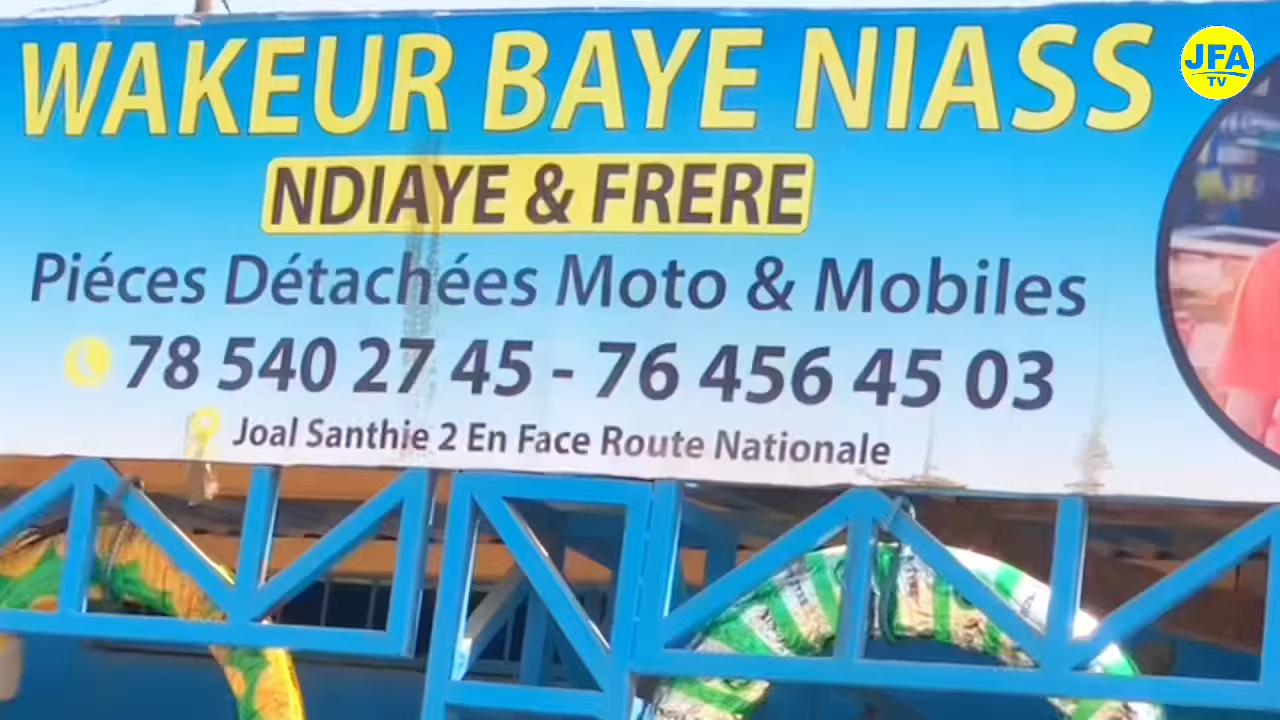 JFA
TV
WAKEUR BAYE NIASS
NDIAYE & FRERE
Piéces Détachées Moto & Mobiles
78 540 27 45 - 76 456 45 03
Joal Santhie 2 En Face Route Nationale